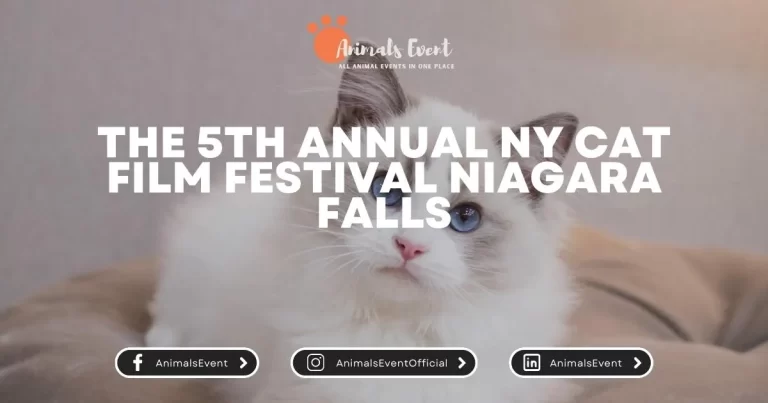 Animals Event
ALL ANIMAL EVENTS IN ONE PLACE
THE 5TH ANNUAL NY CAT
FILM FESTIVAL NIAGARA
FALLS
AnimalsEvent
AnimalsEventOfficial
AnimalsEvent